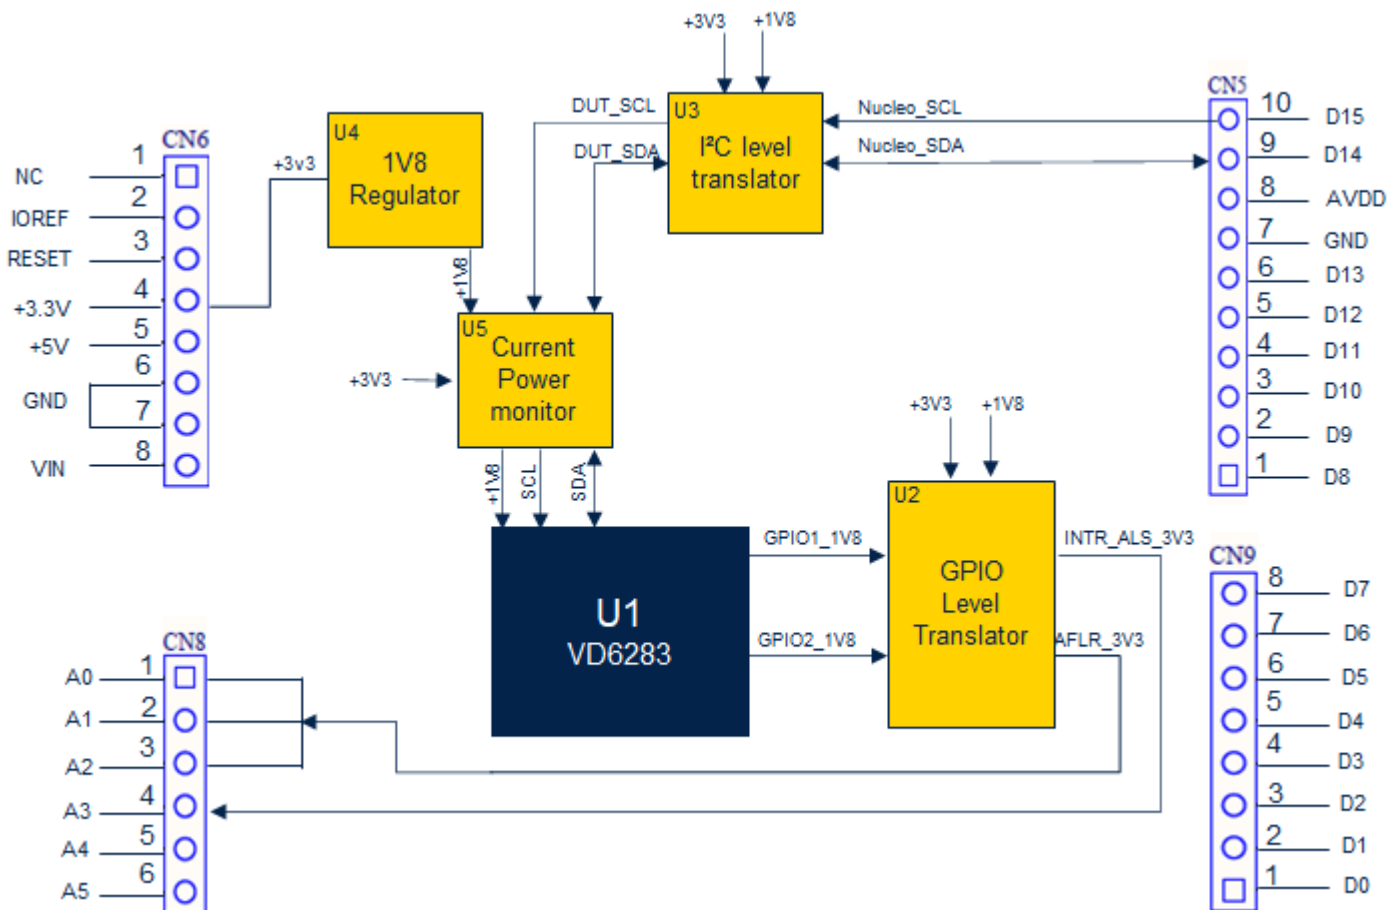 +3V3
+1V8
U3
I²C level
translator
DUT_SCL
DUT_SDA
Nucleo_SCL
Nucleo_SDA
U4
1V8
Regulator
+3v3
+1V8
CN6
1
NC
2
IOREF
3
RESET
4
+3.3V
5
+5V
6
GND
7
8
VIN
CN5
10
D15
9
D14
8
AVDD
7
GND
6
D13
5
D12
4
D11
3
D10
2
D9
1
D8
U5
Current
Power
monitor
+3V3
+1V8
SCL
SDA
U1
VD6283
GPIO1_1V8
GPIO2_1V8
+3V3
+1V8
U2
GPIO
Level
Translator
INTR_ALS_3V3
AFLR_3V3
CN8
1
A0
2
A1
3
A2
4
A3
5
A4
6
A5
CN9
8
D7
7
D6
6
D5
5
D4
4
D3
3
D2
2
D1
1
D0